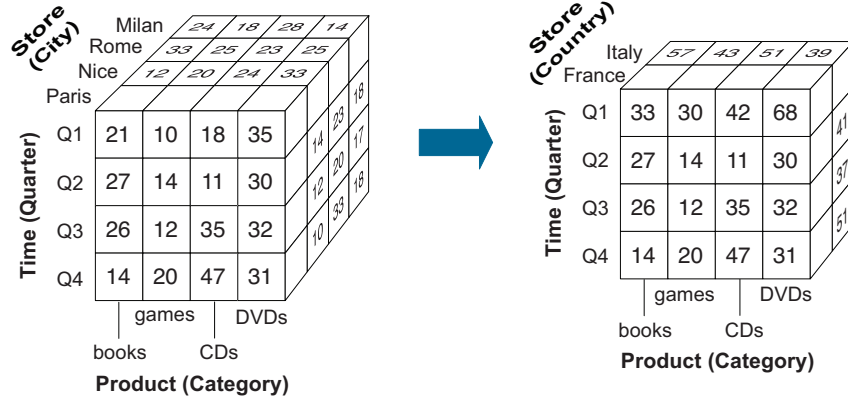 Store
(City)
Milan 24 18 28 14
Rome 33 25 23 25
Nice 12 20 24 33
Paris
Time (Quarter)
Q1 21 10 18 35
Q2 27 14 11 30
Q3 26 12 35 32
Q4 14 20 47 31
14 23 18
12 20 17
10 33 18
games DVDs
books CDs
Product (Category)
Store
(Country)
Italy 57 43 51 39
France
Time (Quarter)
Q1 33 30 42 68
Q2 27 14 11 30
Q3 26 12 35 32
Q4 14 20 47 31
41
37
51
games DVDs
books CDs
Product (Category)